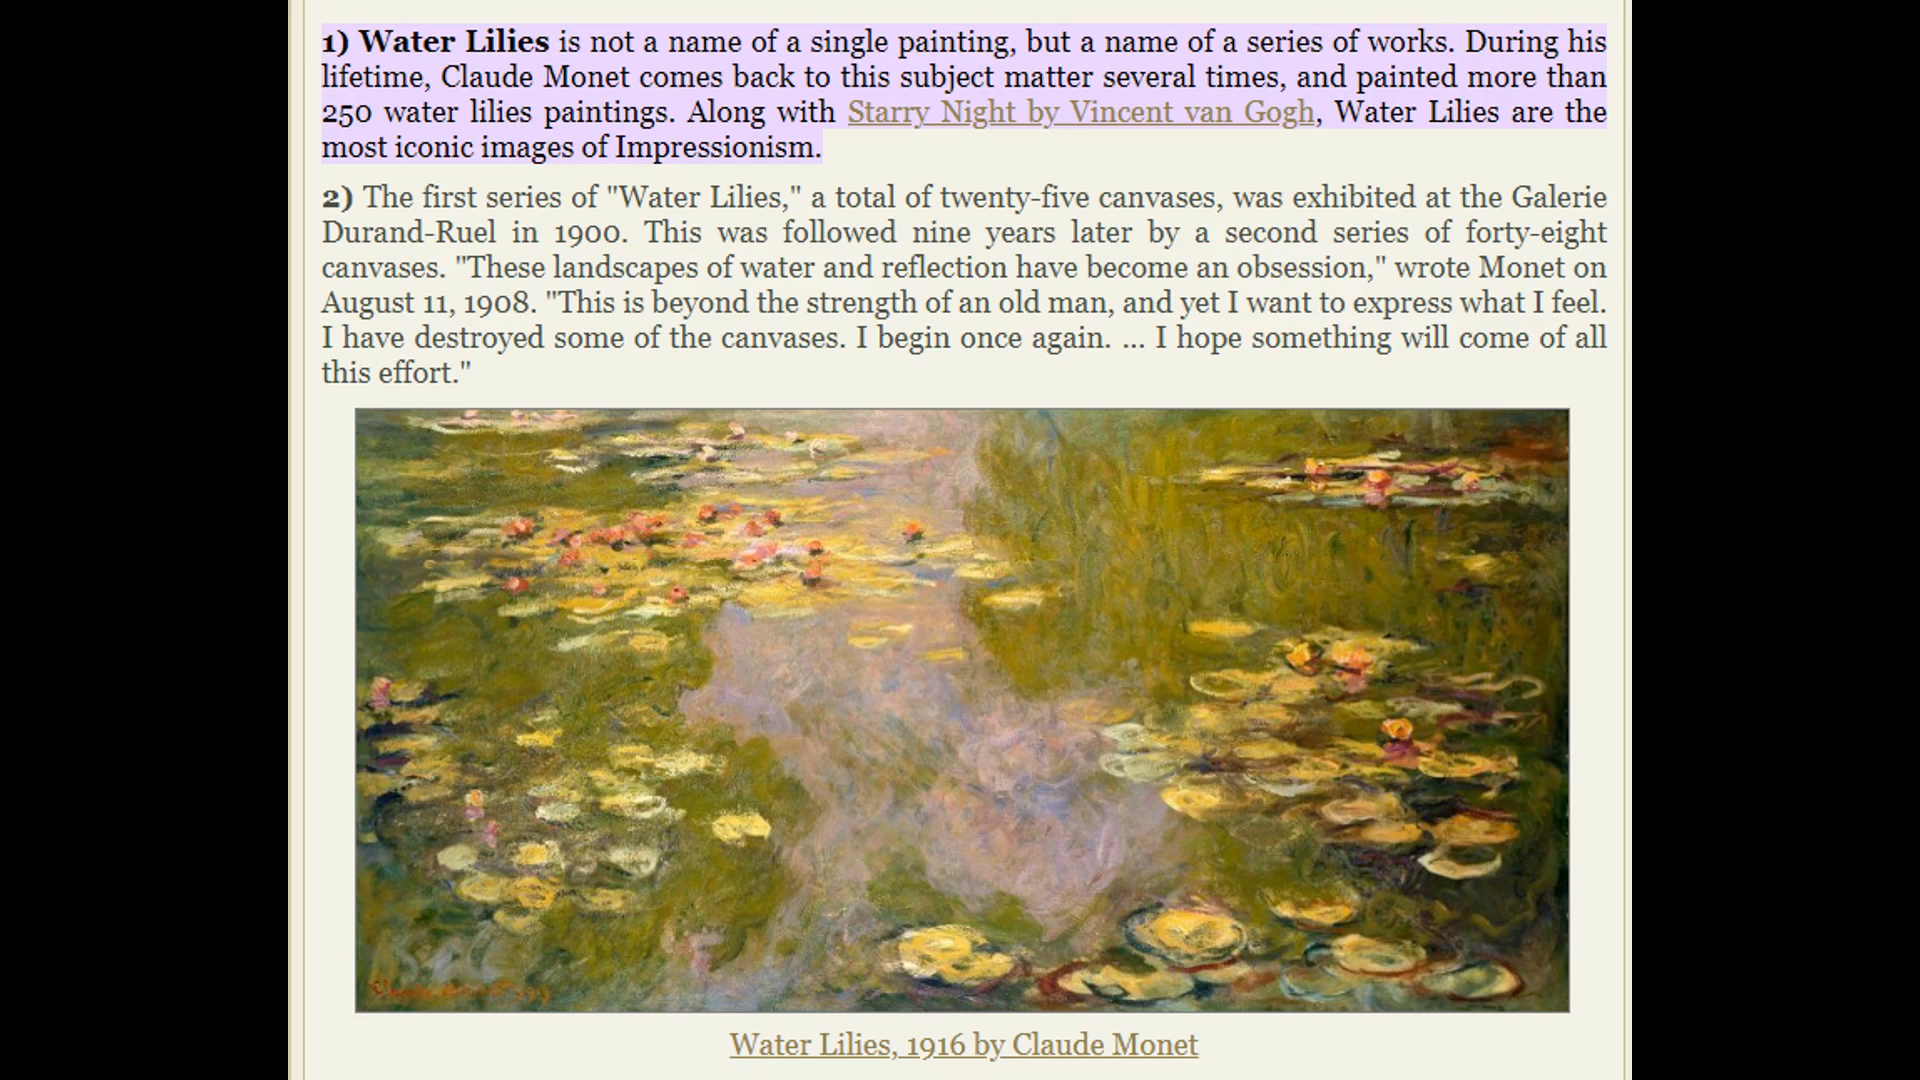 1) Water Lilies is not a name of a single painting, but a name of a series of works. During his
lifetime, Claude Monet comes back to this subject matter several times, and painted more than
250 water lilies paintings. Along with Starry Night by Vincent van Gogh, Water Lilies are the
most iconic images of Impressionism.
2) The first series of "Water Lilies," a total of twenty-five canvases, was exhibited at the Galerie
Durand-Ruel in 1900. This was followed nine years later by a second series of forty-eight
canvases. "These landscapes of water and reflection have become an obsession," wrote Monet on
August 11, 1908. "This is beyond the strength of an old man, and yet I want to express what I feel.
I have destroyed some of the canvases. I begin once again. ... I hope something will come of all
this effort."
Water Lilies, 1916 by Claude Monet